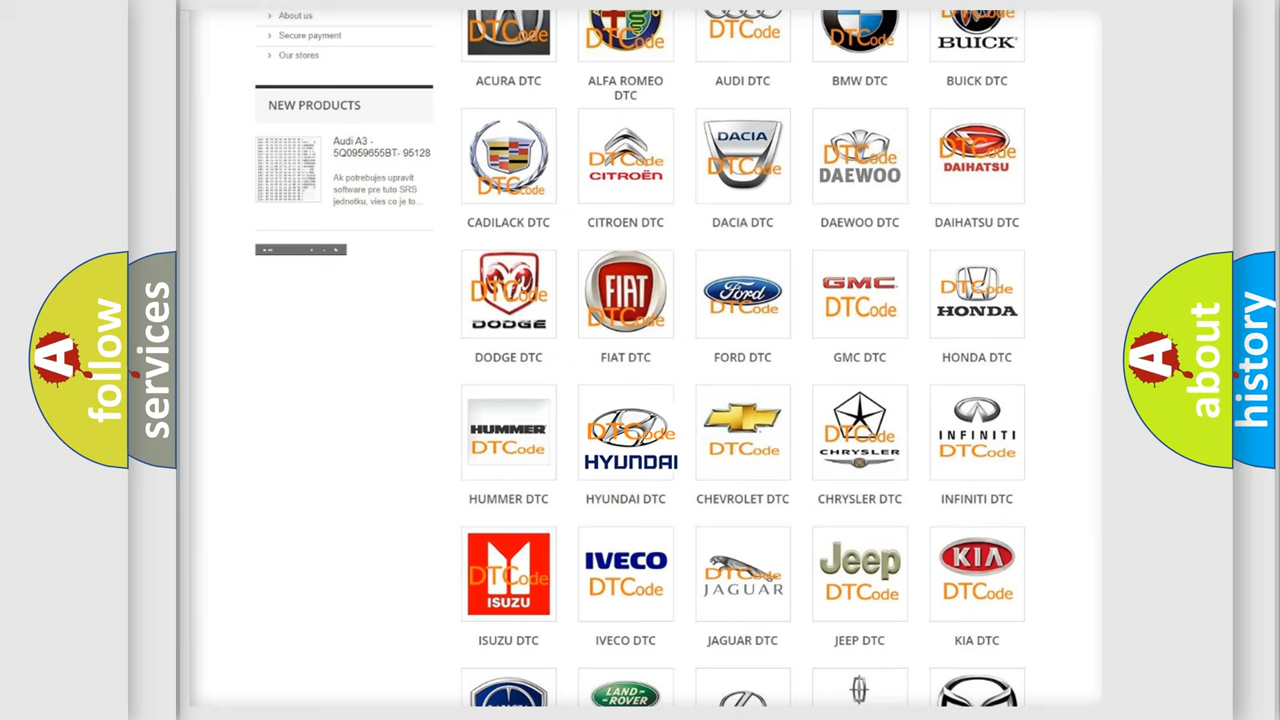 About us
Secure payment
Our stores
NEW PRODUCTS
Audi A3 -
5Q0959655BT- 95128
Ak potrebujes upravit
software pre tuto SRS
jednotku, vies co je to...
DTCode
DTCode
DTCode
DTCode
BUICK
ACURA DTC
ALFA ROMEO
DTC
AUDI DTC
BMW DTC
BUICK DTC
DTCode
DTCode
CITROËN
DACIA
DTCode
DTCode
DAEWOO
DTCode
DAIHATSU
CADILACK DTC
CITROEN DTC
DACIA DTC
DAEWOO DTC
DAIHATSU DTC
DTCode
DODGE
FIAT
DTCode
Ford
DTCode
GMC
DTCode
DTCode
HONDA
DODGE DTC
FIAT DTC
FORD DTC
GMC DTC
HONDA DTC
HUMMER
DTCode
DTCode
HYUNDAI
DTCode
DTCode
CHRYSLER
INFINITI
DTCode
HUMMER DTC
HYUNDAI DTC
CHEVROLET DTC
CHRYSLER DTC
INFINITI DTC
DTCode
ISUZU
IVECO
DTCode
DTCode
JAGUAR
Jeep
DTCode
KIA
DTCode
ISUZU DTC
IVECO DTC
JAGUAR DTC
JEEP DTC
KIA DTC
LAND-
ROVER
A
follow
services
A
about
history